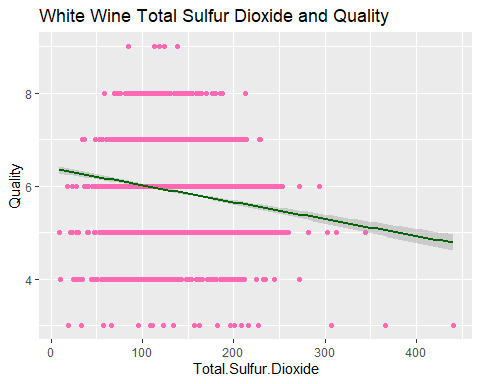 White Wine Total Sulfur Dioxide and Quality
Quality
8
6
4
0 100 200 300 400
Total.Sulfur.Dioxide